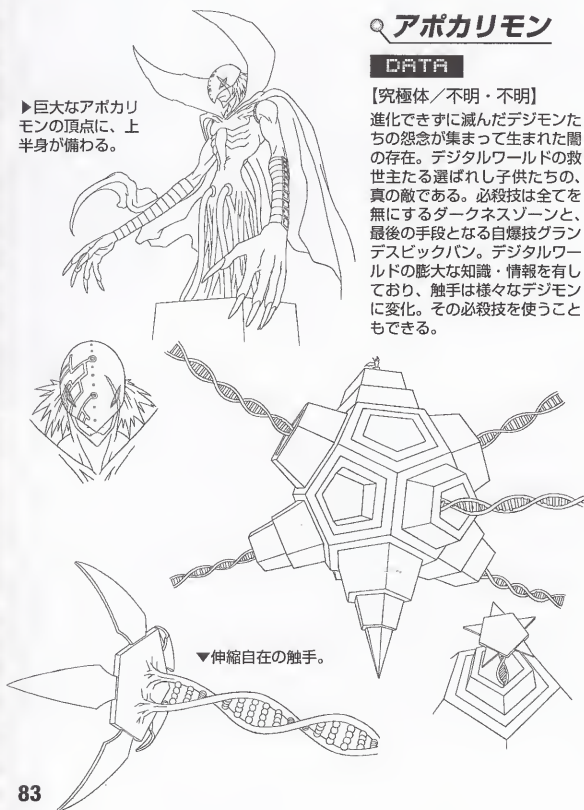 アポカリモン
DATA
【究極体／不明・不明】
進化できずに滅んだデジモンた
ちの怨念が集まって生まれた闇
の存在。デジタルワールドの救
世主たる選ばれし子供たちの、
真の敵である。必殺技は全てを
無にするダークネスゾーンと、
最後の手段となる自爆技グラン
デスビックバン。デジタルワー
ルドの膨大な知識・情報を有し
ており、触手は様々なデジモン
に変化。その必殺技を使うこと
もできる。
▶巨大なアポカリ
モンの頂点に、上
半身が備わる。
▼伸縮自在の触手。
83